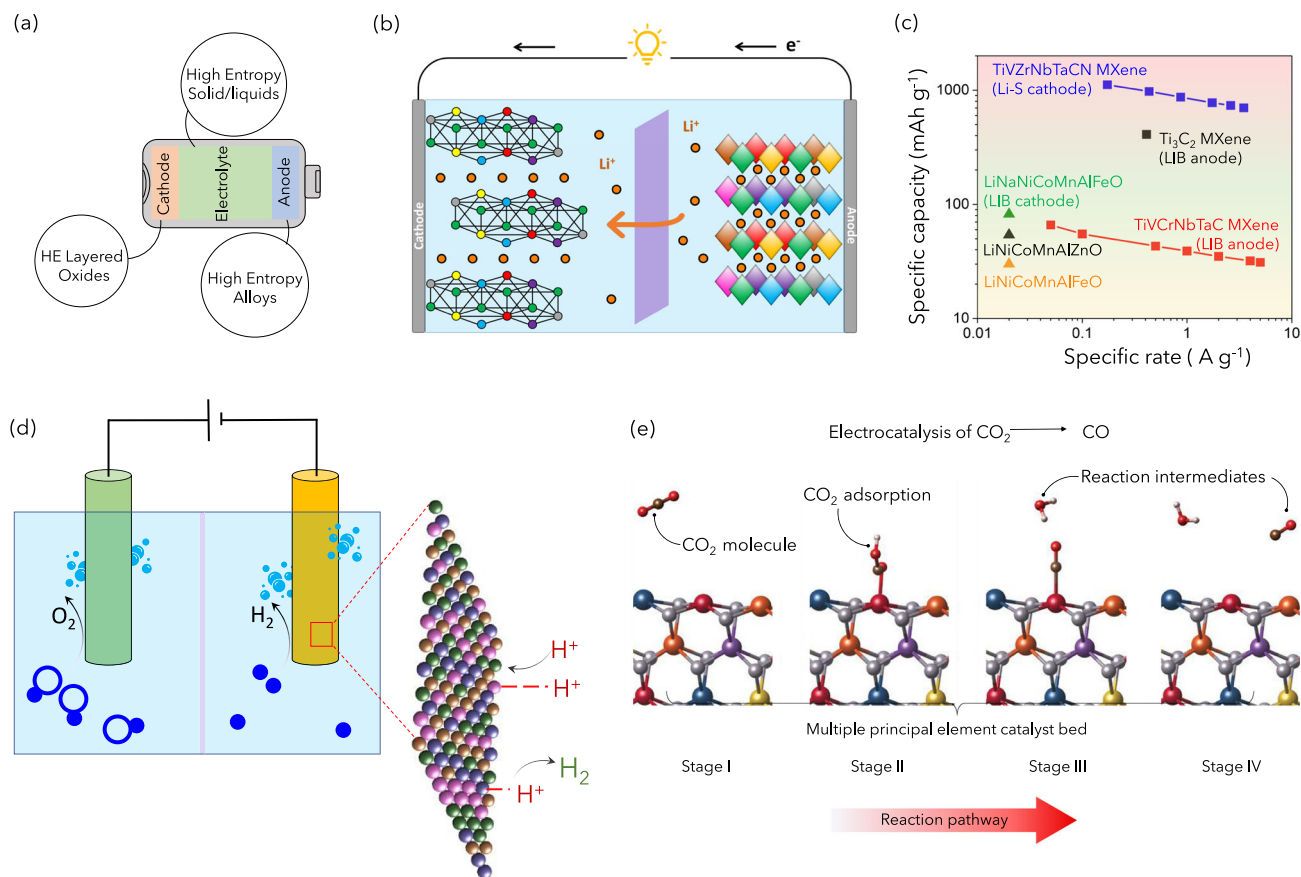 (a)
High Entropy
Solid/liquids
Cathode
Electrolyte
Anode
HE Layered
Oxides
High Entropy
Alloys
(b)
e-
Li+
Li+
Cathode
Anode
(c)
Specific capacity (mAh g-1)
1000
100
10
TiVZrNbTaCN MXene
(Li-S cathode)
Ti3C2 MXene
(LIB anode)
LiNaNiCoMnAlFeO
(LIB cathode)
TiVCrNbTaC MXene
(LIB anode)
LiNiCoMnAlZnO
LiNiCoMnAlFeO
0.01 0.1 1 10
Specific rate ( A g-1)
(d)
O2
H2
H+
H+
H2
H+
(e)
Electrocatalysis of CO2 CO
Reaction intermediates
CO2 adsorption
CO2 molecule
Multiple principal element catalyst bed
Stage I Stage II Stage III Stage IV
Reaction pathway